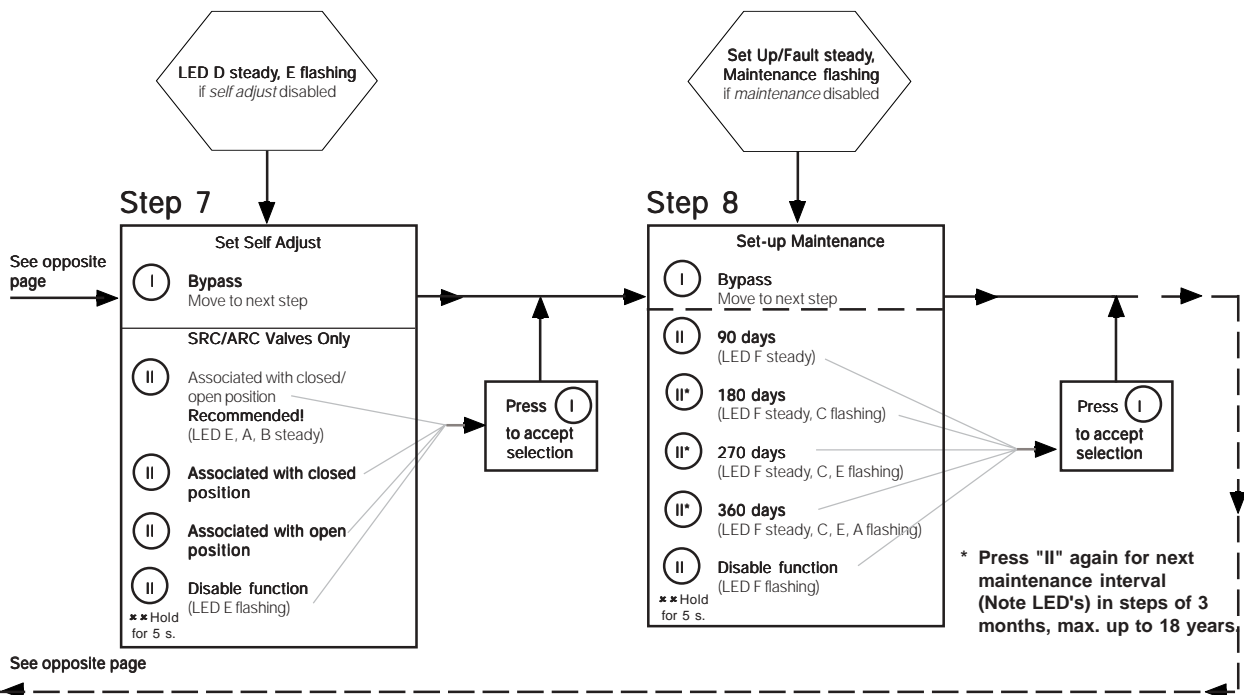 LED D steady, E flashing
if self adjust disabled
Set Up/Fault steady,
Maintenance flashing
if maintenance disabled
Step 7
See opposite
page
Set Self Adjust
I
Bypass
Move to next step
SRC/ARC Valves Only
II
Associated with closed/
open position
Recommended!
(LED E, A, B steady)
II
Associated with closed
position
II
Associated with open
position
II
Disable function
(LED E flashing)
**Hold
for 5 s.
Press I
to accept
selection
Step 8
Set-up Maintenance
I
Bypass
Move to next step
II
90 days
(LED F steady)
II*
180 days
(LED F steady, C flashing)
II*
270 days
(LED F steady, C, E flashing)
II*
360 days
(LED F steady, C, E, A flashing)
II
Disable function
(LED F flashing)
**Hold
for 5 s.
Press I
to accept
selection
* Press "II" again for next
maintenance interval
(Note LED's) in steps of 3
months, max. up to 18 years.
See opposite page